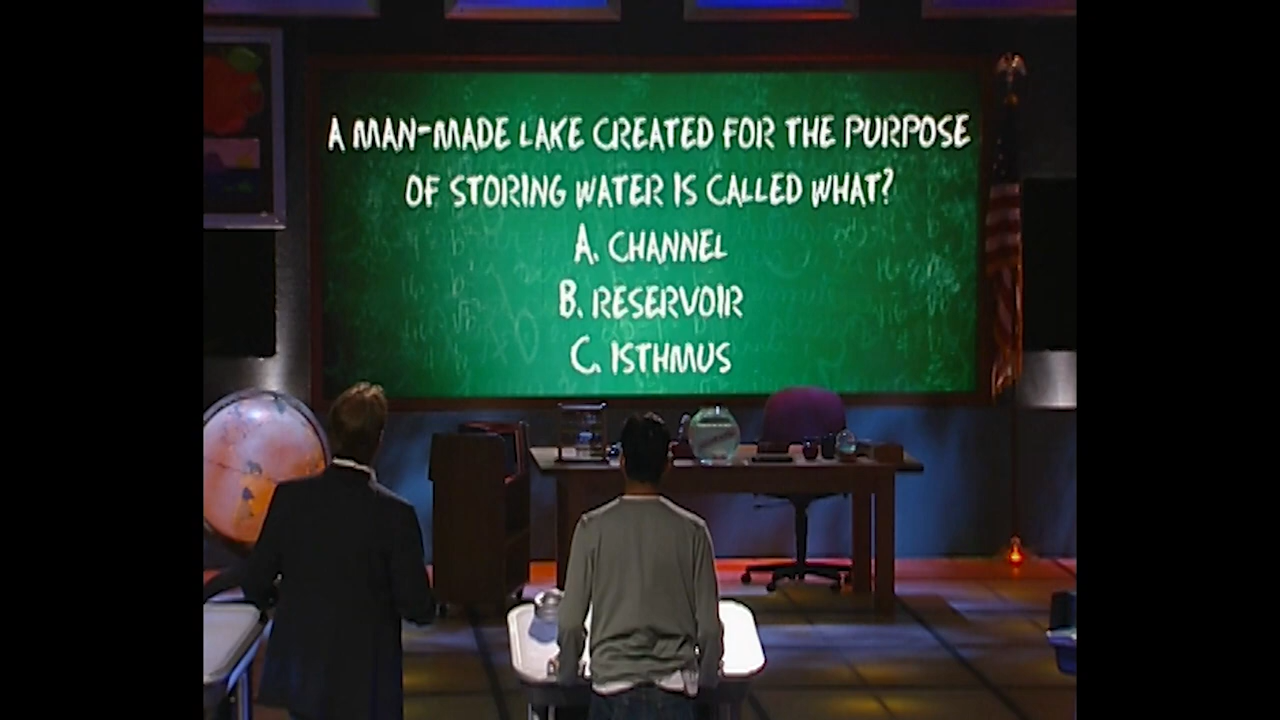 A MAN-MADE LAKE CREATED FOR THE PURPOSE
OF STORING WATER IS CALLED WHAT?
A. CHANNEL
B. RESERVOIR
C. ISTHMUS